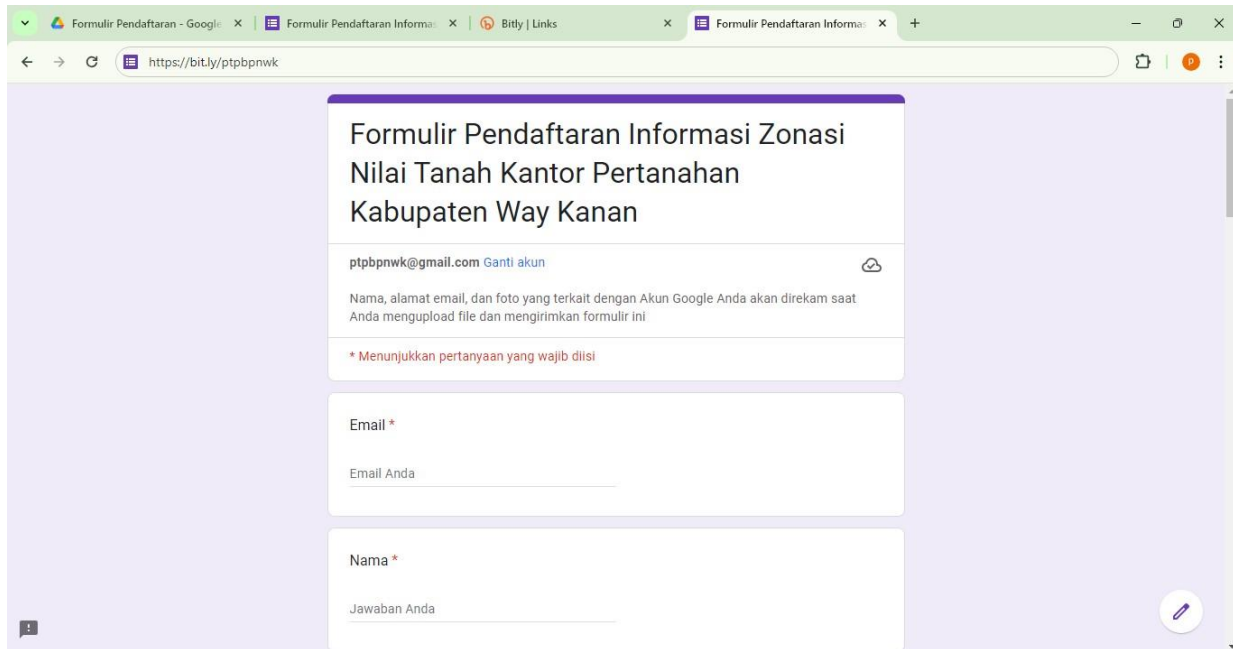 Formulir Pendaftaran - Google
Formulir Pendaftaran Informas
Bitly | Links
Formulir Pendaftaran Informas
https://bit.ly/ptpbpnwk
P
Formulir Pendaftaran Informasi Zonasi
Nilai Tanah Kantor Pertanahan
Kabupaten Way Kanan
ptpbpnwk@gmail.com Ganti akun
Nama, alamat email, dan foto yang terkait dengan Akun Google Anda akan direkam saat
Anda mengupload file dan mengirimkan formulir ini
* Menunjukkan pertanyaan yang wajib diisi
Email *
Email Anda
Nama *
Jawaban Anda